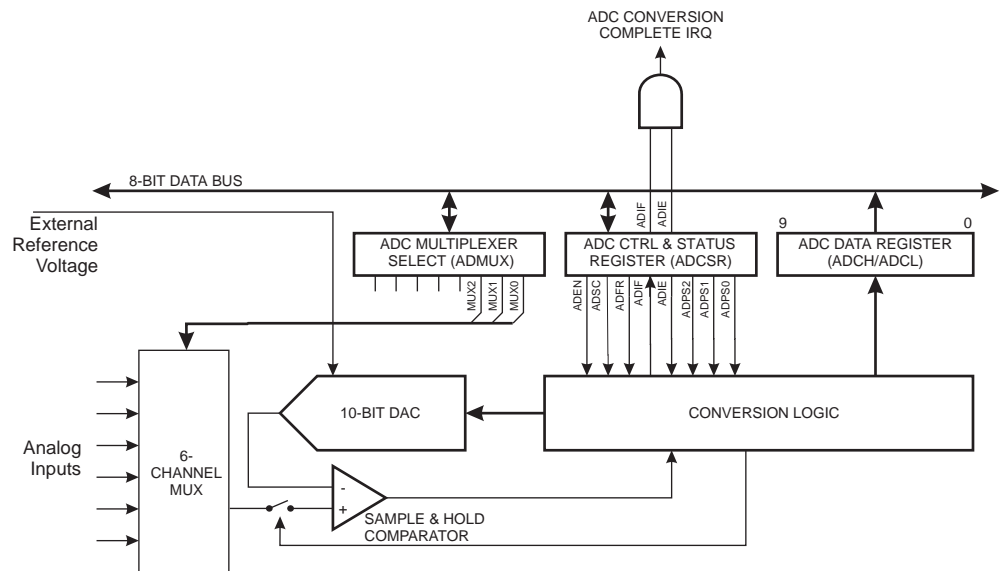 ADC CONVERSION
COMPLETE IRQ
8-BIT DATA BUS
External
Reference
Voltage
ADIF
ADIE
9
0
ADC MULTIPLEXER
SELECT (ADMUX)
ADC CTRL & STATUS
REGISTER (ADCSR)
ADC DATA REGISTER
(ADCH/ADCL)
MUX2
MUX1
MUX0
ADEN
ADSC
ADFR
ADIF
ADIE
ADPS2
ADPS1
ADPS0
10-BIT DAC
CONVERSION LOGIC
Analog
Inputs
6-
CHANNEL
MUX
-
+
SAMPLE & HOLD
COMPARATOR